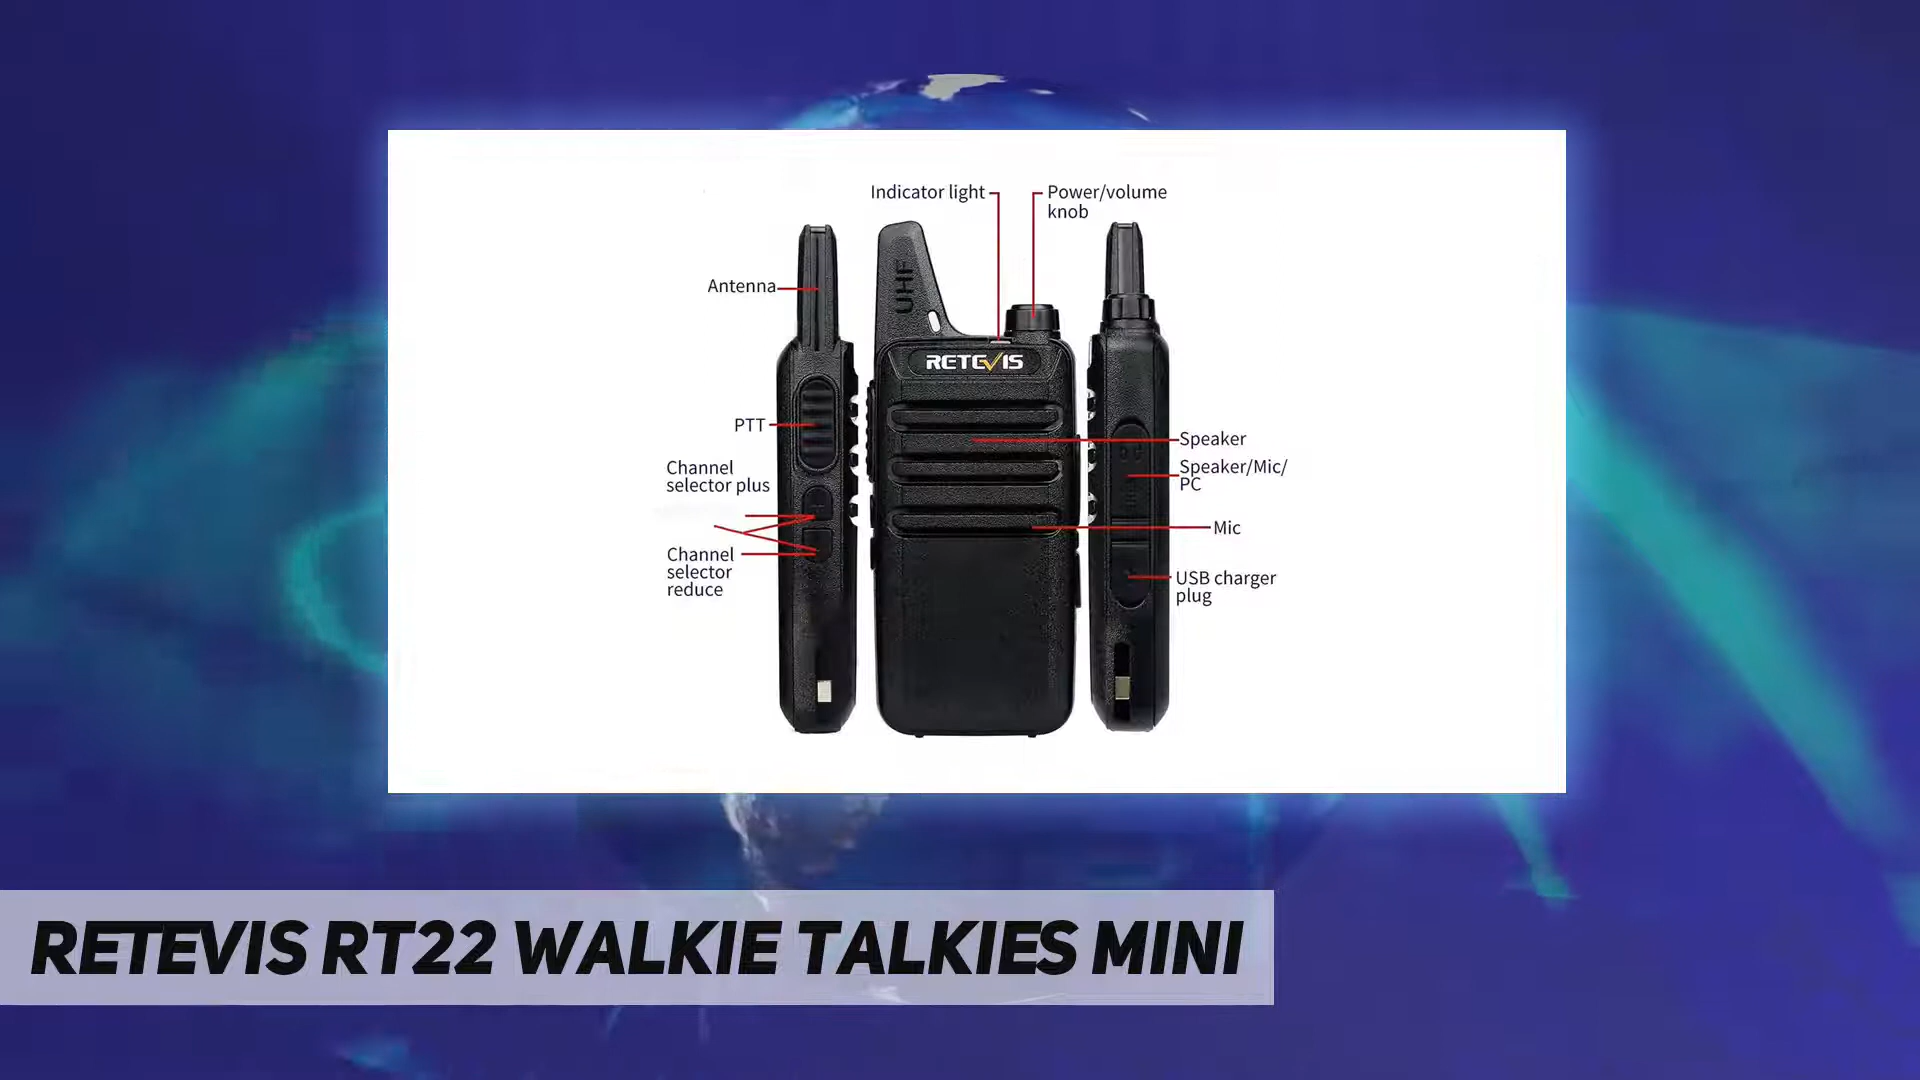 Indicator light
Power/volume
knob
Antenna
UHF
RETEVIS
PTT
Speaker
Channel
selector plus
Speaker/Mic/
PC
Mic
Channel
selector
reduce
USB charger
plug
RETEVIS RT22 WALKIE TALKIES MINI